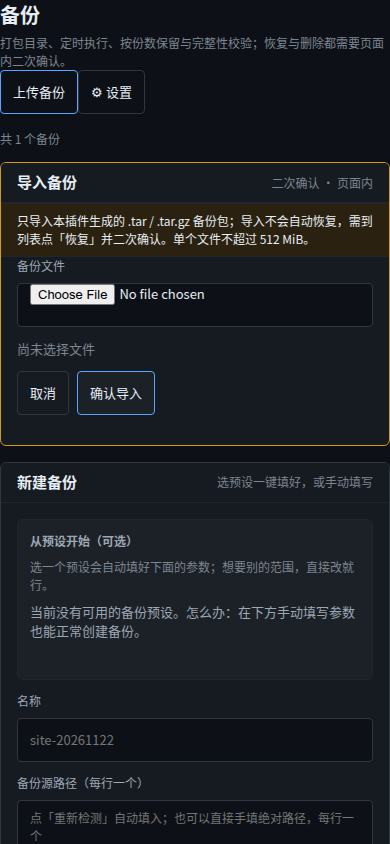 备份
打包目录、定时执行、按份数保留与完整性校验；恢复与删除都需要页面
内二次确认。
上传备份
⚙ 设置
共 1 个备份
导入备份
二次确认 · 页面内
只导入本插件生成的 .tar / .tar.gz 备份包；导入不会自动恢复，需到
列表点「恢复」并二次确认。单个文件不超过 512 MiB。
备份文件
Choose File No file chosen
尚未选择文件
取消
确认导入
新建备份
选预设一键填好，或手动填写
从预设开始（可选）
选一个预设会自动填好下面的参数；想要别的范围，直接改就
行。
当前没有可用的备份预设。怎么办：在下方手动填写参数
也能正常创建备份。
名称
site-20261122
备份源路径（每行一个）
点「重新检测」自动填入；也可以直接手填绝对路径，每行一
个